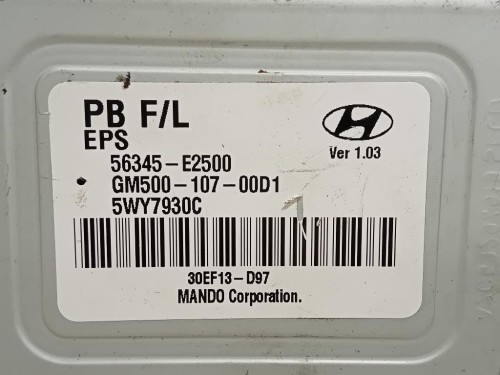 PB F/L
EPS
Ver 1.03
56345-E2500
GM500-107-00D1
5WY7930C
30EF13-D97
MANDO Corporation.